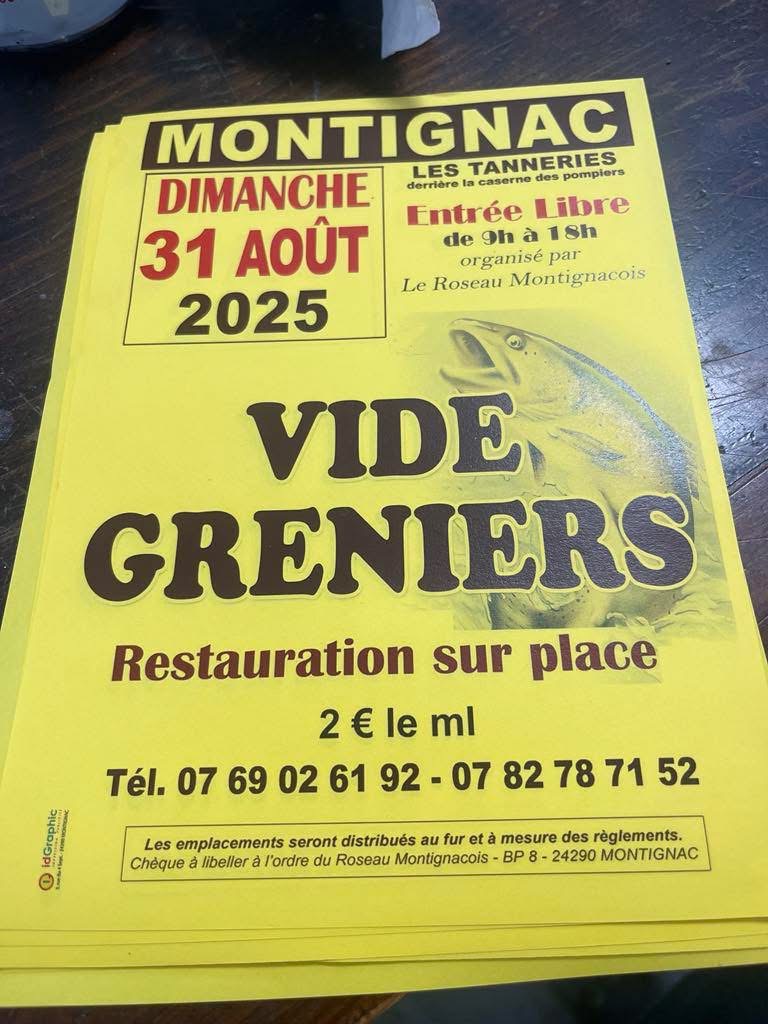 MONTIGNAC
LES TANNERIES
derrière la caserne des pompiers
DIMANCHE
31 AOÛT
2025
Entrée Libre
de 9h à 18h
organisé par
Le Roseau Montignacois
VIDE
GRENIERS
Restauration sur place
2 € le ml
Tél. 07 69 02 61 92 - 07 82 78 71 52
Les emplacements seront distribués au fur et à mesure des règlements.
Chèque à libeller à l'ordre du Roseau Montignacois - BP 8 - 24290 MONTIGNAC
idGraphic